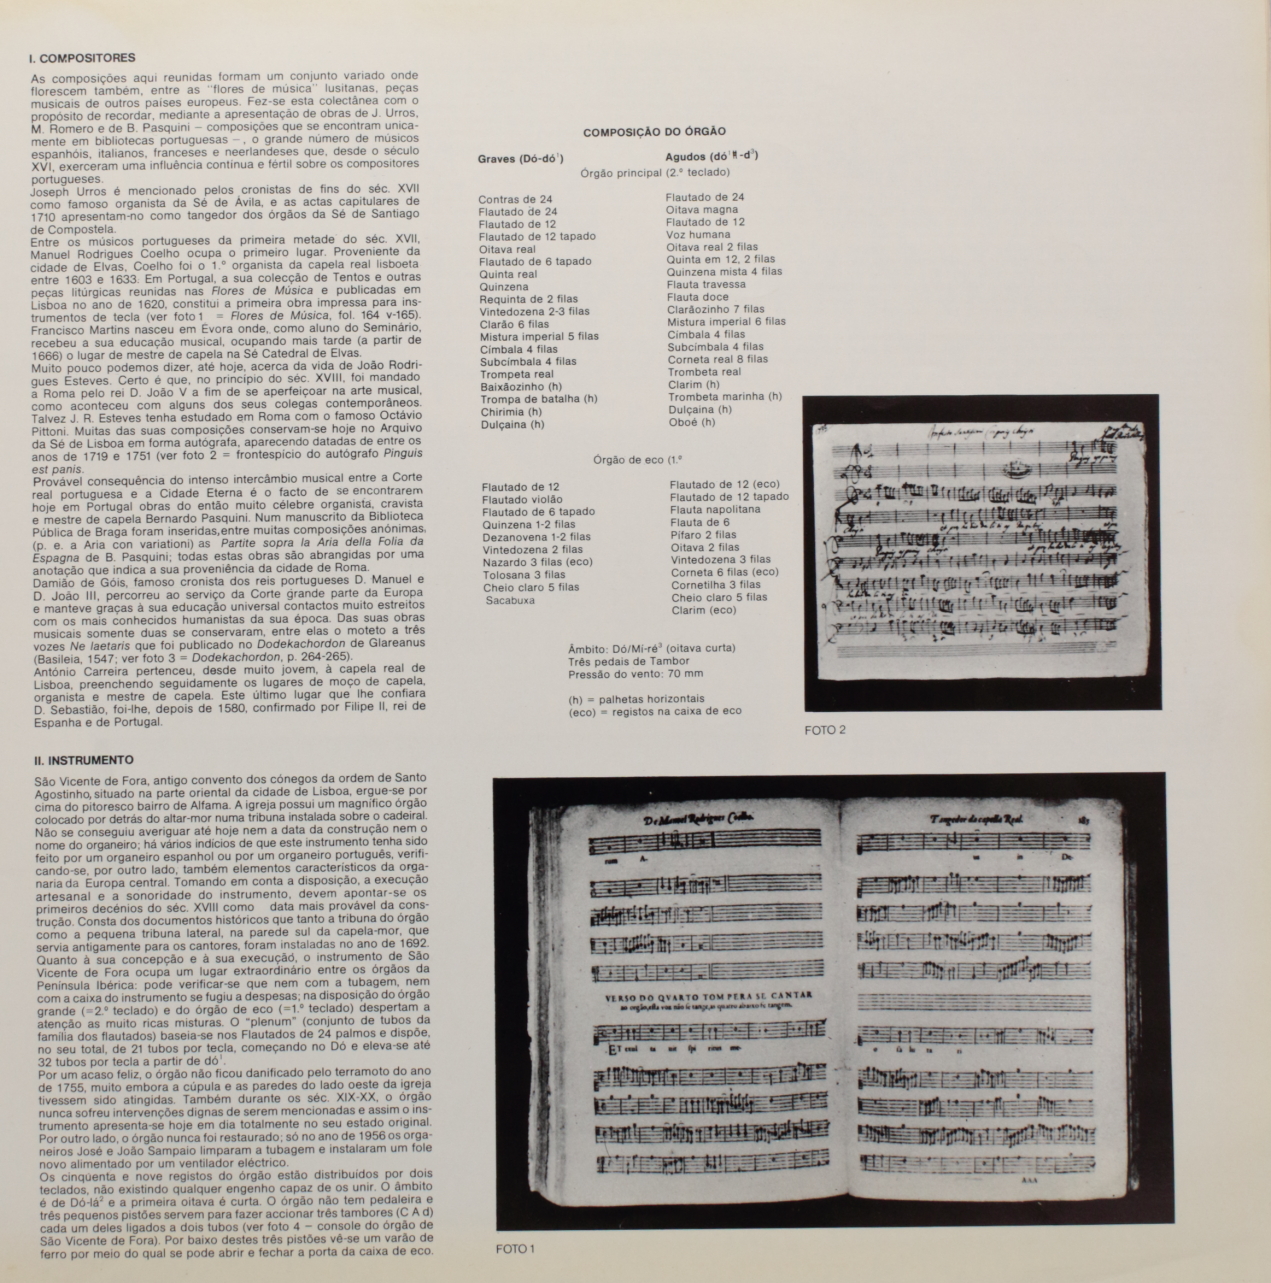 I. COMPOSITORES
As composições aqui reunidas formam um conjunto variado onde
florescem também, entre as "flores de música" lusitanas, peças
musicais de outros países europeus. Fez-se esta colectânea com o
propósito de recordar, mediante a apresentação de obras de J. Urros,
M. Romero e de B. Pasquini – composições que se encontram unica-
mente em bibliotecas portuguesas –, o grande número de músicos
espanhóis, italianos, franceses e neerlandeses que, desde o século
XVI, exerceram uma influência contínua e fértil sobre os compositores
portugueses.
Joseph Urros é mencionado pelos cronistas de fins do séc. XVII
como famoso organista da Sé de Ávila, e as actas capitulares de
1710 apresentam-no como tangedor dos órgãos da Sé de Santiago
de Compostela.
Entre os músicos portugueses da primeira metade do séc. XVII,
Manuel Rodrigues Coelho ocupa o primeiro lugar. Proveniente da
cidade de Elvas, Coelho foi o 1.º organista da capela real lisboeta
entre 1603 e 1633. Em Portugal, a sua colecção de Tentos e outras
peças litúrgicas reunidas nas Flores de Música e publicadas em
Lisboa no ano de 1620, constitui a primeira obra impressa para ins-
trumentos de tecla (ver foto 1 = Flores de Música, fol. 164 v-165).
Francisco Martins nasceu em Évora onde, como aluno do Seminário,
recebeu a sua educação musical, ocupando mais tarde (a partir de
1666) o lugar de mestre de capela na Sé Catedral de Elvas.
Muito pouco podemos dizer, até hoje, acerca da vida de João Rodri-
gues Esteves. Certo é que, no princípio do séc. XVIII, foi mandado
a Roma pelo rei D. João V a fim de se aperfeiçoar na arte musical,
como aconteceu com alguns dos seus colegas contemporâneos.
Talvez J. R. Esteves tenha estudado em Roma com o famoso Octávio
Pittoni. Muitas das suas composições conservam-se hoje no Arquivo
da Sé de Lisboa em forma autógrafa, aparecendo datadas de entre os
anos de 1719 e 1751 (ver foto 2 = frontespício do autógrafo Pinguis
est panis.
Provável consequência do intenso intercâmbio musical entre a Corte
real portuguesa e a Cidade Eterna é o facto de se encontrarem
hoje em Portugal obras do então muito célebre organista, cravista
e mestre de capela Bernardo Pasquini. Num manuscrito da Biblioteca
Pública de Braga foram inseridas, entre muitas composições anónimas,
(p. e. a Aria con variationi) as Partite sopra la Aria della Folia da
Espagna de B. Pasquini; todas estas obras são abrangidas por uma
anotação que indica a sua proveniência da cidade de Roma.
Damião de Góis, famoso cronista dos reis portugueses D. Manuel e
D. João III, percorreu ao serviço da Corte grande parte da Europa
e manteve graças à sua educação universal contactos muito estreitos
com os mais conhecidos humanistas da sua época. Das suas obras
musicais somente duas se conservaram, entre elas o moteto a três
vozes Ne laetaris que foi publicado no Dodekachordon de Glareanus
(Basileia, 1547; ver foto 3 = Dodekachordon, p. 264-265).
António Carreira pertenceu, desde muito jovem, à capela real de
Lisboa, preenchendo seguidamente os lugares de moço de capela,
organista e mestre de capela. Este último lugar que lhe confiara
D. Sebastião, foi-lhe, depois de 1580, confirmado por Filipe II, rei de
Espanha e de Portugal.
II. INSTRUMENTO
São Vicente de Fora, antigo convento dos cónegos da ordem de Santo
Agostinho, situado na parte oriental da cidade de Lisboa, ergue-se por
cima do pitoresco bairro de Alfama. A igreja possui um magnífico órgão
colocado por detrás do altar-mor numa tribuna instalada sobre o cadeiral.
Não se conseguiu averiguar até hoje nem a data da construção nem o
nome do organeiro; há vários indícios de que este instrumento tenha sido
feito por um organeiro espanhol ou por um organeiro português, verifi-
cando-se, por outro lado, também elementos característicos da orga-
naria da Europa central. Tomando em conta a disposição, a execução
artesanal e a sonoridade do instrumento, devem apontar-se os
primeiros decénios do séc. XVIII como data mais provável da cons-
trução. Consta dos documentos históricos que tanto a tribuna do órgão
como a pequena tribuna lateral, na parede sul da capela-mor, que
servia antigamente para os cantores, foram instaladas no ano de 1692.
Quanto à sua concepção e à sua execução, o instrumento de São
Vicente de Fora ocupa um lugar extraordinário entre os órgãos da
Península Ibérica: pode verificar-se que nem com a tubagem, nem
com a caixa do instrumento se fugiu a despesas; na disposição do órgão
grande (=2.º teclado) e do órgão de eco (=1.º teclado) despertam a
atenção as muito ricas misturas. O "plenum" (conjunto de tubos da
família dos flautados) baseia-se nos Flautados de 24 palmos e dispõe,
no seu total, de 21 tubos por tecla, começando no Dó e eleva-se até
32 tubos por tecla a partir de dó¹.
Por um acaso feliz, o órgão não ficou danificado pelo terramoto do ano
de 1755, muito embora a cúpula e as paredes do lado oeste da igreja
tivessem sido atingidas. Também durante os séc. XIX-XX, o órgão
nunca sofreu intervenções dignas de serem mencionadas e assim o ins-
trumento apresenta-se hoje em dia totalmente no seu estado original.
Por outro lado, o órgão nunca foi restaurado; só no ano de 1956 os orga-
neiros José e João Sampaio limparam a tubagem e instalaram um fole
novo alimentado por um ventilador eléctrico.
Os cinquenta e nove registos do órgão estão distribuídos por dois
teclados, não existindo qualquer engenho capaz de os unir. O âmbito
é de Dó-lá² e a primeira oitava é curta. O órgão não tem pedaleira e
três pequenos pistões servem para fazer accionar três tambores (C A d)
cada um deles ligados a dois tubos (ver foto 4 – console do órgão de
São Vicente de Fora). Por baixo destes três pistões vê-se um varão de
ferro por meio do qual se pode abrir e fechar a porta da caixa de eco.
COMPOSIÇÃO DO ÓRGÃO
Graves (Dó-dó¹) Agudos (dó¹#-d³)
Órgão principal (2.º teclado)
Contras de 24 Flautado de 24
Flautado de 24 Oitava magna
Flautado de 12 Flautado de 12
Flautado de 12 tapado Voz humana
Oitava real Oitava real 2 filas
Flautado de 6 tapado Quinta em 12, 2 filas
Quinta real Quinzena mista 4 filas
Quinzena Flauta travessa
Requinta de 2 filas Flauta doce
Vintedozena 2-3 filas Clarãozinho 7 filas
Clarão 6 filas Mistura imperial 6 filas
Mistura imperial 5 filas Címbala 4 filas
Címbala 4 filas Subcímbala 4 filas
Subcímbala 4 filas Corneta real 8 filas
Trompeta real Trombeta real
Baixãozinho (h) Clarim (h)
Trompa de batalha (h) Trombeta marinha (h)
Chirimia (h) Dulçaina (h)
Dulçaina (h) Oboé (h)
Órgão de eco (1.º
Flautado de 12 Flautado de 12 (eco)
Flautado violão Flautado de 12 tapado
Flautado de 6 tapado Flauta napolitana
Quinzena 1-2 filas Flauta de 6
Dezanovena 1-2 filas Pífaro 2 filas
Vintedozena 2 filas Oitava 2 filas
Nazardo 3 filas (eco) Vintedozena 3 filas
Tolosana 3 filas Corneta 6 filas (eco)
Cheio claro 5 filas Cornetilha 3 filas
Sacabuxa Cheio claro 5 filas
Clarim (eco)
Âmbito: Dó/Mi-ré³ (oitava curta)
Três pedais de Tambor
Pressão do vento: 70 mm
(h) = palhetas horizontais
(eco) = registos na caixa de eco
FOTO 2
De Manoel Rodrigues Coelho.
Tangedor da capella Real.
VERSO DO QVARTO TOM PERA SE CANTAR
FOTO 1